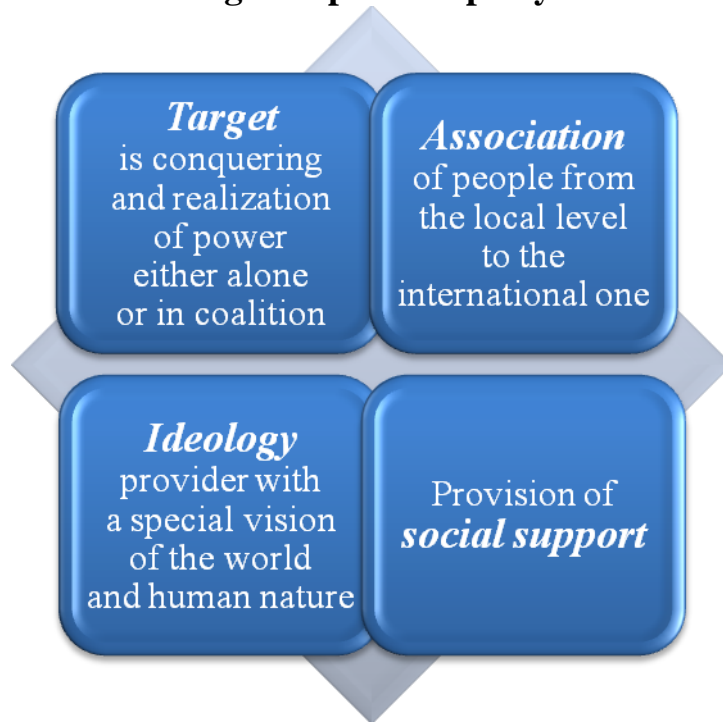 Target
is conquering
and realization
of power
either alone
or in coalition
Association
of people from
the local level
to the
international one
Ideology
provider with
a special vision
of the world
and human nature
Provision of
social support